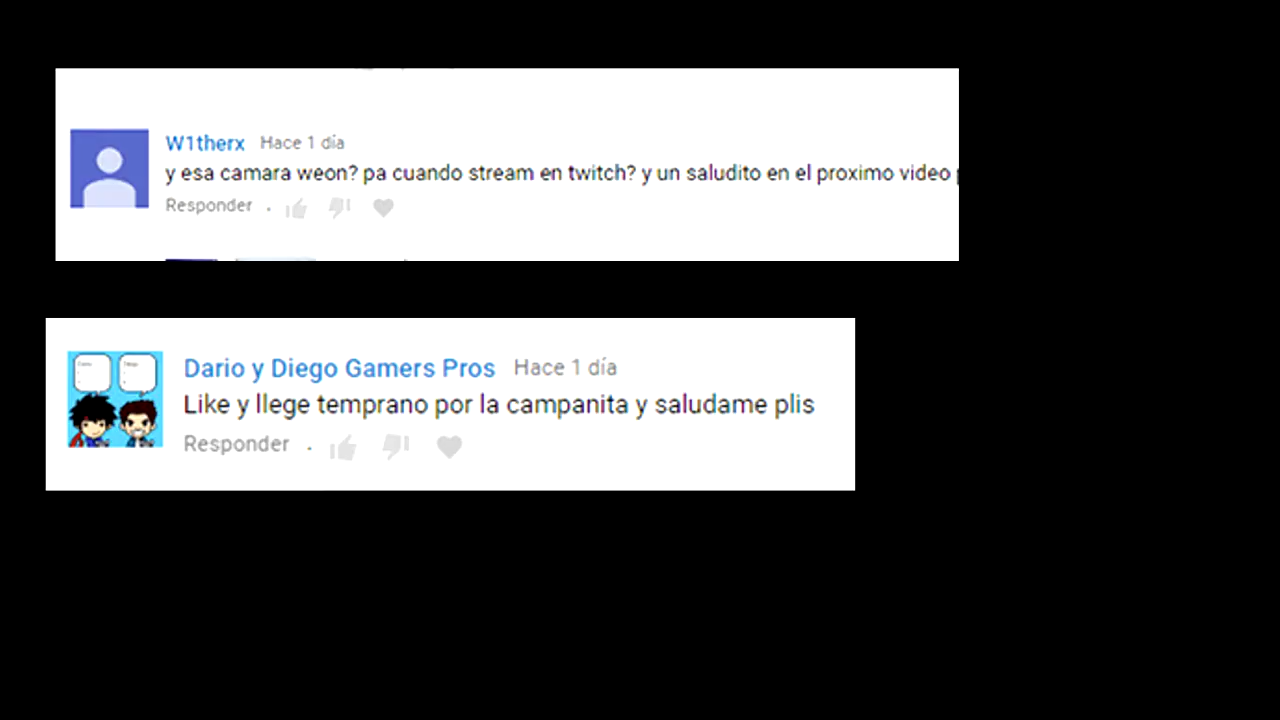 W1therx Hace 1 día
y esa camara weon? pa cuando stream en twitch? y un saludito en el proximo video
Responder .
Dario y Diego Gamers Pros Hace 1 día
Like y llege temprano por la campanita y saludame plis
Responder .